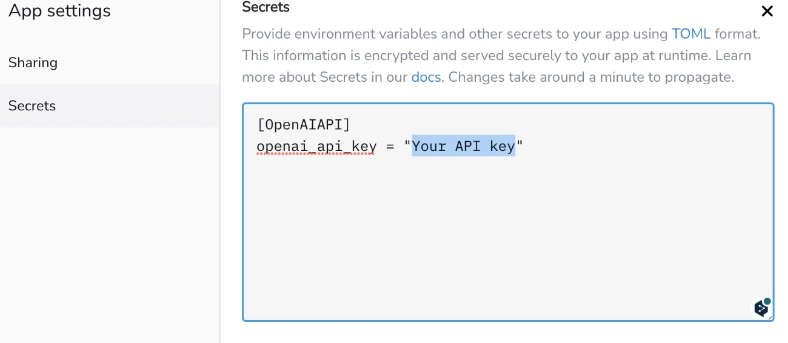 App settings
Sharing
Secrets
Secrets
Provide environment variables and other secrets to your app using TOML format.
This information is encrypted and served securely to your app at runtime. Learn
more about Secrets in our docs. Changes take around a minute to propagate.
[OpenAIAPI]
openai_api_key = "Your API key"